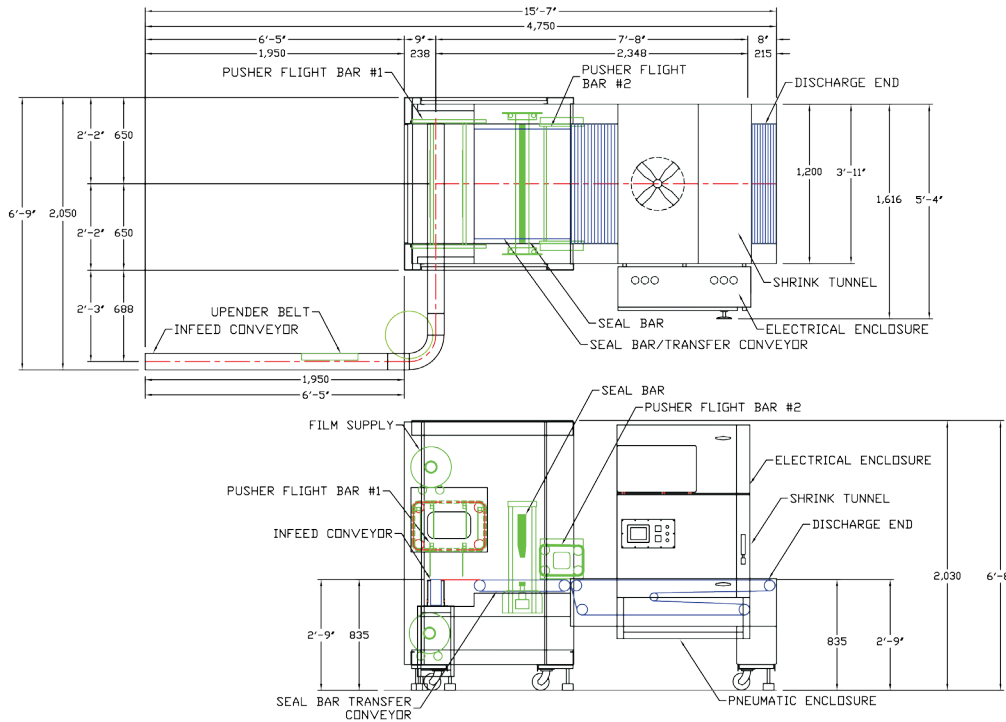 15'-7"
4,750
6'-5" 9" 7'-8" 8"
1,950 238 2,348 215
PUSHER FLIGHT BAR #1
PUSHER FLIGHT
BAR #2
DISCHARGE END
2'-2" 650
6'-9" 2,050
1,200 3'-11"
1,616 5'-4"
2'-2" 650
2'-3" 688
SHRINK TUNNEL
UPENDER BELT
INFEED CONVEYOR
SEAL BAR
ELECTRICAL ENCLOSURE
SEAL BAR/TRANSFER CONVEYOR
1,950
6'-5"
SEAL BAR
PUSHER FLIGHT BAR #2
FILM SUPPLY
ELECTRICAL ENCLOSURE
PUSHER FLIGHT BAR #1
SHRINK TUNNEL
INFEED CONVEYOR
DISCHARGE END
2,030 6'-8
2'-9" 835
835 2'-9"
SEAL BAR TRANSFER
CONVEYOR
PNEUMATIC ENCLOSURE